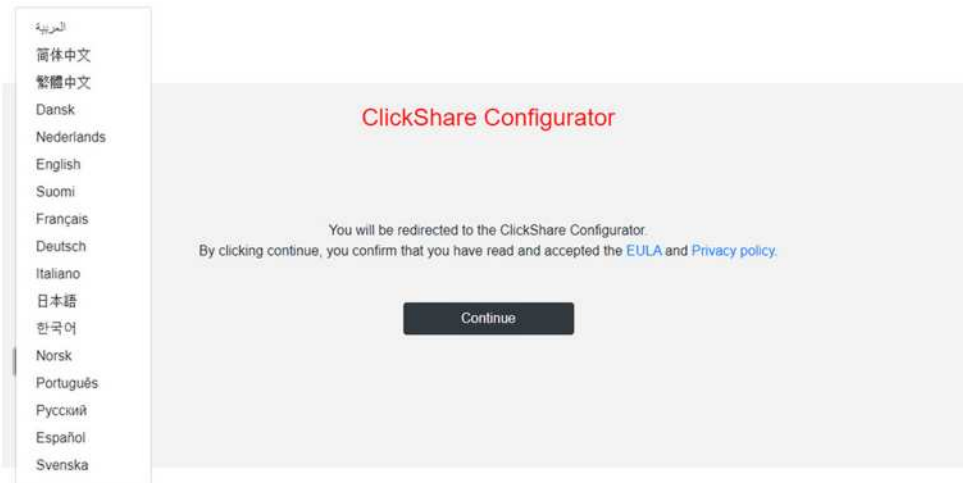 العربية
简体中文
繁體中文
Dansk
Nederlands
English
Suomi
Français
Deutsch
Italiano
日本語
한국어
Norsk
Português
Русский
Español
Svenska
ClickShare Configurator
You will be redirected to the ClickShare Configurator.
By clicking continue, you confirm that you have read and accepted the EULA and Privacy policy.
Continue